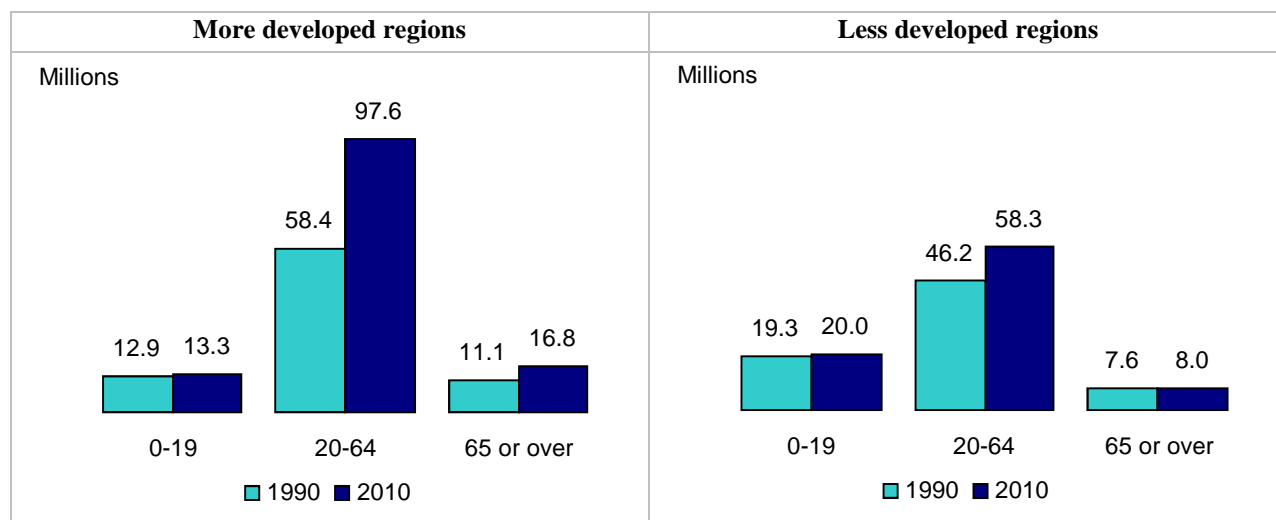 More developed regions
Millions
97.6
58.4
12.9 13.3
11.1 16.8
0-19 20-64 65 or over
1990 2010
Less developed regions
Millions
58.3
46.2
19.3 20.0
7.6 8.0
0-19 20-64 65 or over
1990 2010